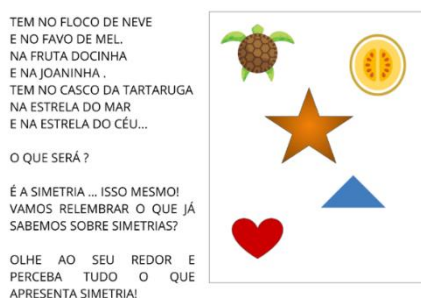 TEM NO FLOCO DE NEVE
E NO FAVO DE MEL.
NA FRUTA DOCINHA
E NA JOANINHA .
TEM NO CASCO DA TARTARUGA
NA ESTRELA DO MAR
E NA ESTRELA DO CÉU...
O QUE SERÁ ?
É A SIMETRIA ... ISSO MESMO!
VAMOS RELEMBRAR O QUE JÁ
SABEMOS SOBRE SIMETRIAS?
OLHE AO SEU REDOR E
PERCEBA TUDO O QUE
APRESENTA SIMETRIA!